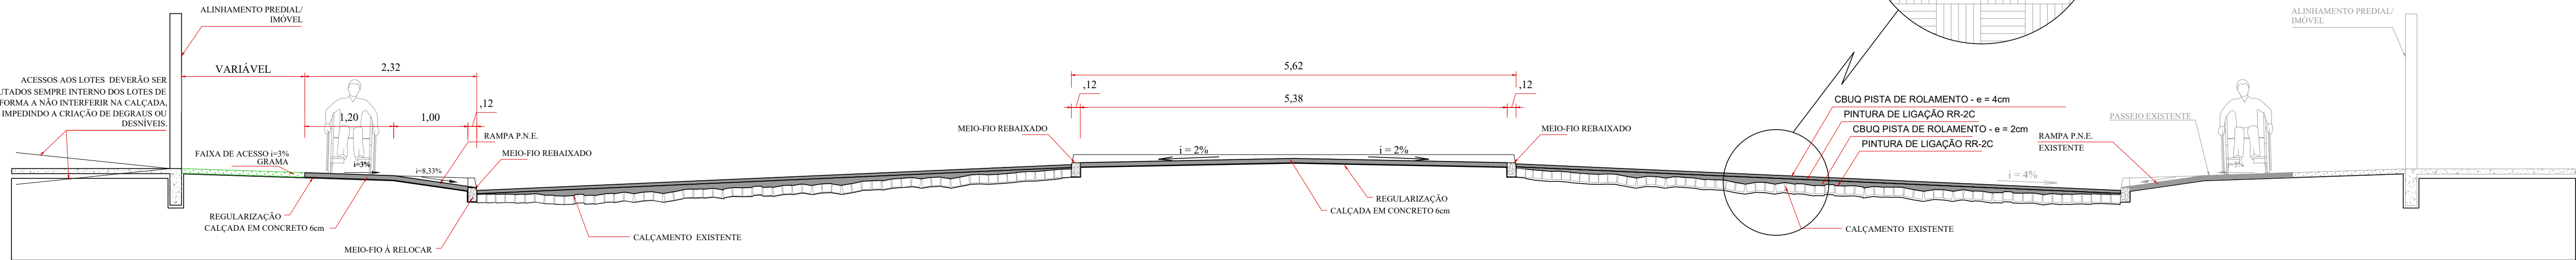 ALINHAMENTO PREDIAL/
IMÓVEL
VARIÁVEL
2,32
ACESSOS AOS LOTES DEVERÃO SER
UTADOS SEMPRE INTERNO DOS LOTES DE
FORMA A NÃO INTERFERIR NA CALÇADA,
IMPEDINDO A CRIAÇÃO DE DEGRAUS OU
DESNÍVEIS.
1,20
1,00
,12
RAMPA P.N.E.
MEIO-FIO REBAIXADO
FAIXA DE ACESSO i=3%
GRAMA
i=3%
i=8,33%
REGULARIZAÇÃO
CALÇADA EM CONCRETO 6cm
MEIO-FIO Á RELOCAR
CALÇAMENTO EXISTENTE
5,62
,12
5,38
,12
MEIO-FIO REBAIXADO
i = 2%
i = 2%
MEIO-FIO REBAIXADO
REGULARIZAÇÃO
CALÇADA EM CONCRETO 6cm
CBUQ PISTA DE ROLAMENTO - e = 4cm
PINTURA DE LIGAÇÃO RR-2C
CBUQ PISTA DE ROLAMENTO - e = 2cm
PINTURA DE LIGAÇÃO RR-2C
CALÇAMENTO EXISTENTE
i = 4%
PASSEIO EXISTENTE
RAMPA P.N.E.
EXISTENTE
i=3%
ALINHAMENTO PREDIAL/
IMÓVEL